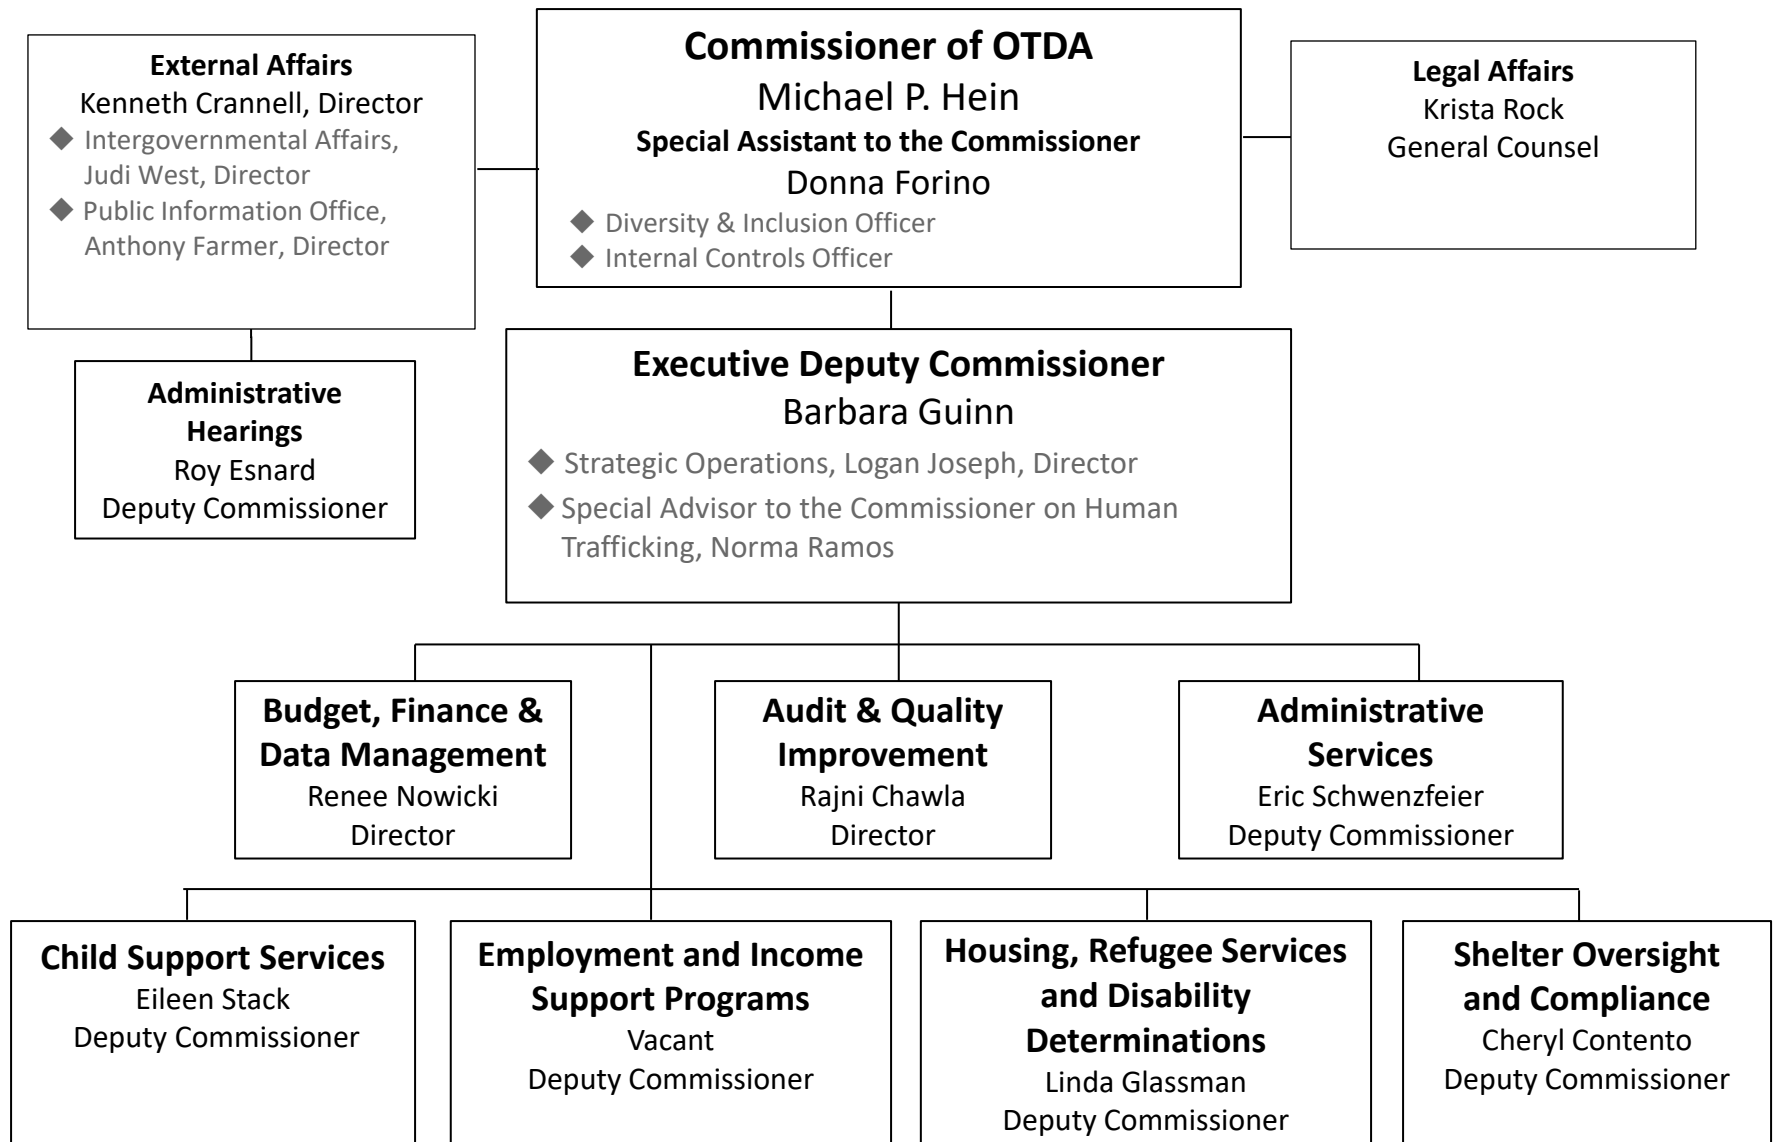 External Affairs
Kenneth Crannell, Director
◆ Intergovernmental Affairs,
Judi West, Director
◆ Public Information Office,
Anthony Farmer, Director
Commissioner of OTDA
Michael P. Hein
Special Assistant to the Commissioner
Donna Forino
◆ Diversity & Inclusion Officer
◆ Internal Controls Officer
Legal Affairs
Krista Rock
General Counsel
Administrative
Hearings
Roy Esnard
Deputy Commissioner
Executive Deputy Commissioner
Barbara Guinn
◆ Strategic Operations, Logan Joseph, Director
◆ Special Advisor to the Commissioner on Human
Trafficking, Norma Ramos
Budget, Finance &
Data Management
Renee Nowicki
Director
Audit & Quality
Improvement
Rajni Chawla
Director
Administrative
Services
Eric Schwenzfeier
Deputy Commissioner
Child Support Services
Eileen Stack
Deputy Commissioner
Employment and Income
Support Programs
Vacant
Deputy Commissioner
Housing, Refugee Services
and Disability
Determinations
Linda Glassman
Deputy Commissioner
Shelter Oversight
and Compliance
Cheryl Contento
Deputy Commissioner